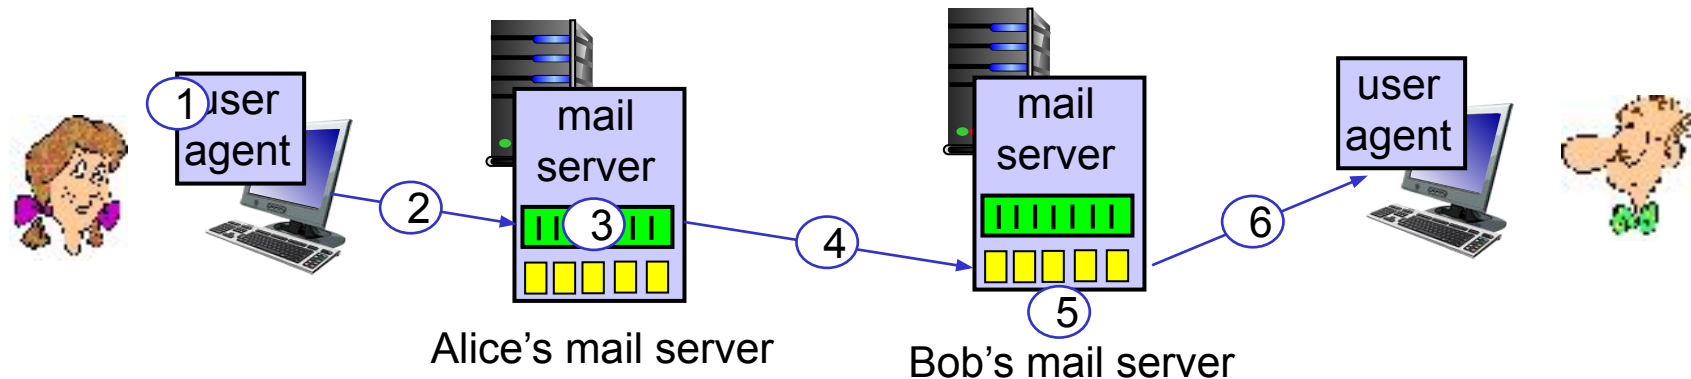 1
user
agent
2
mail
server
3
Alice's mail server
4
mail
server
5
Bob's mail server
6
user
agent